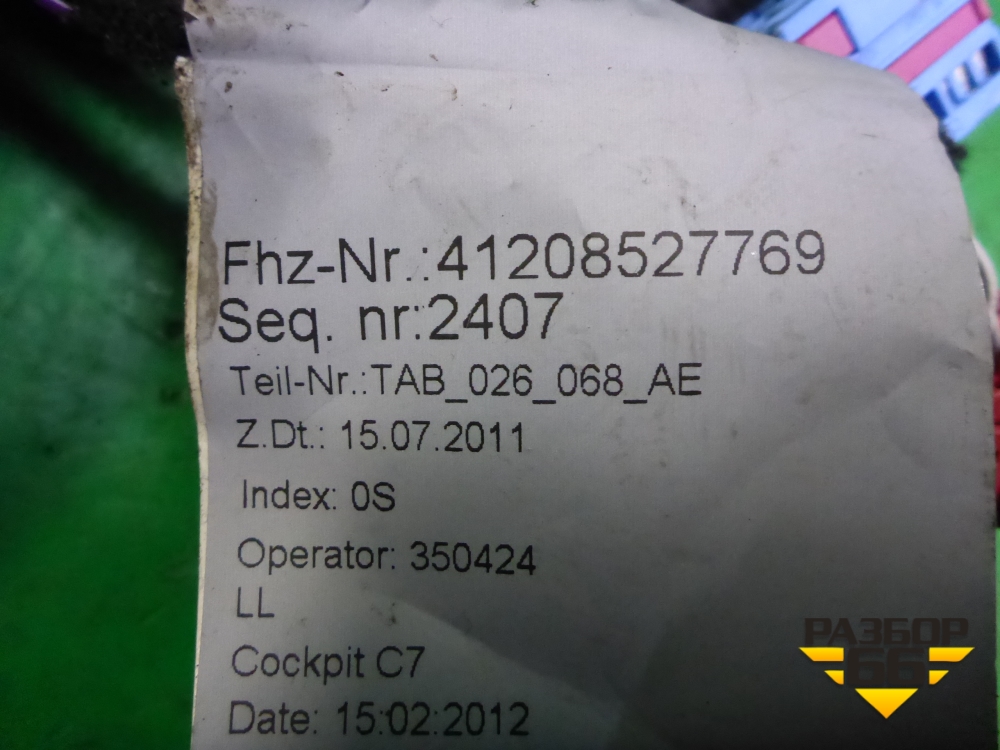 Fhz-Nr.:41208527769
Seq. nr:2407
Teil-Nr.:TAB_026_068_AE
Z.Dt.: 15.07.2011
Index: 0S
Operator: 350424
LL
Cockpit C7
Date: 15:02:2012
РАЗБОР
66